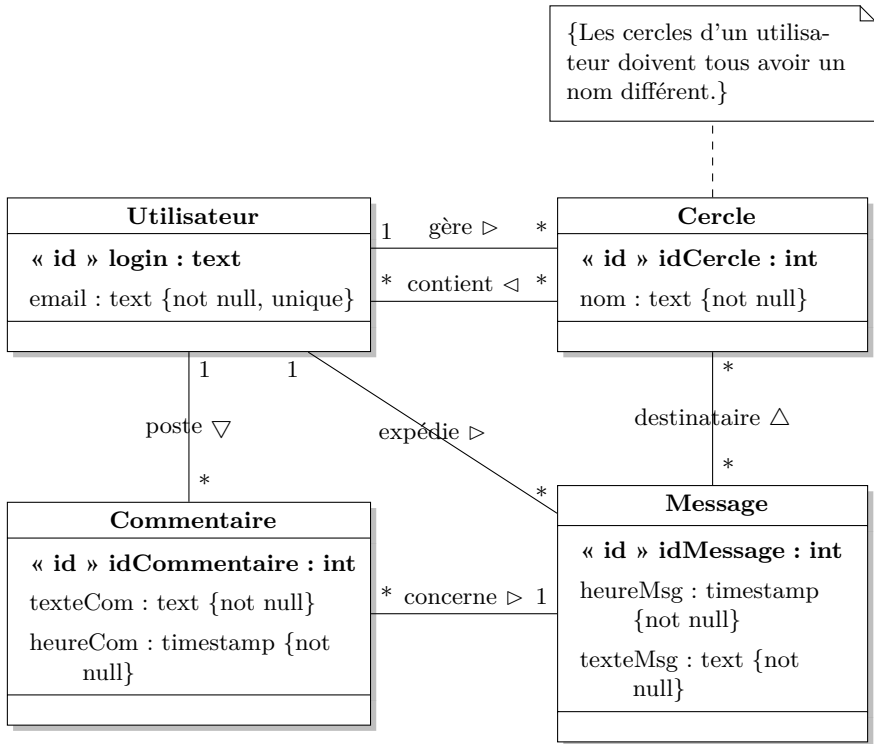 {Les cercles d'un utilisa-
teur doivent tous avoir un
nom différent.}
Utilisateur
« id » login : text
email : text {not null, unique}
1 gère ▷ *
* contient ◁ *
Cercle
« id » idCercle : int
nom : text {not null}
1
poste ▽
*
1
expédie ▷
*
*
destinataire △
*
Commentaire
« id » idCommentaire : int
texteCom : text {not null}
heureCom : timestamp {not
null}
* concerne ▷ 1
Message
« id » idMessage : int
heureMsg : timestamp
{not null}
texteMsg : text {not
null}